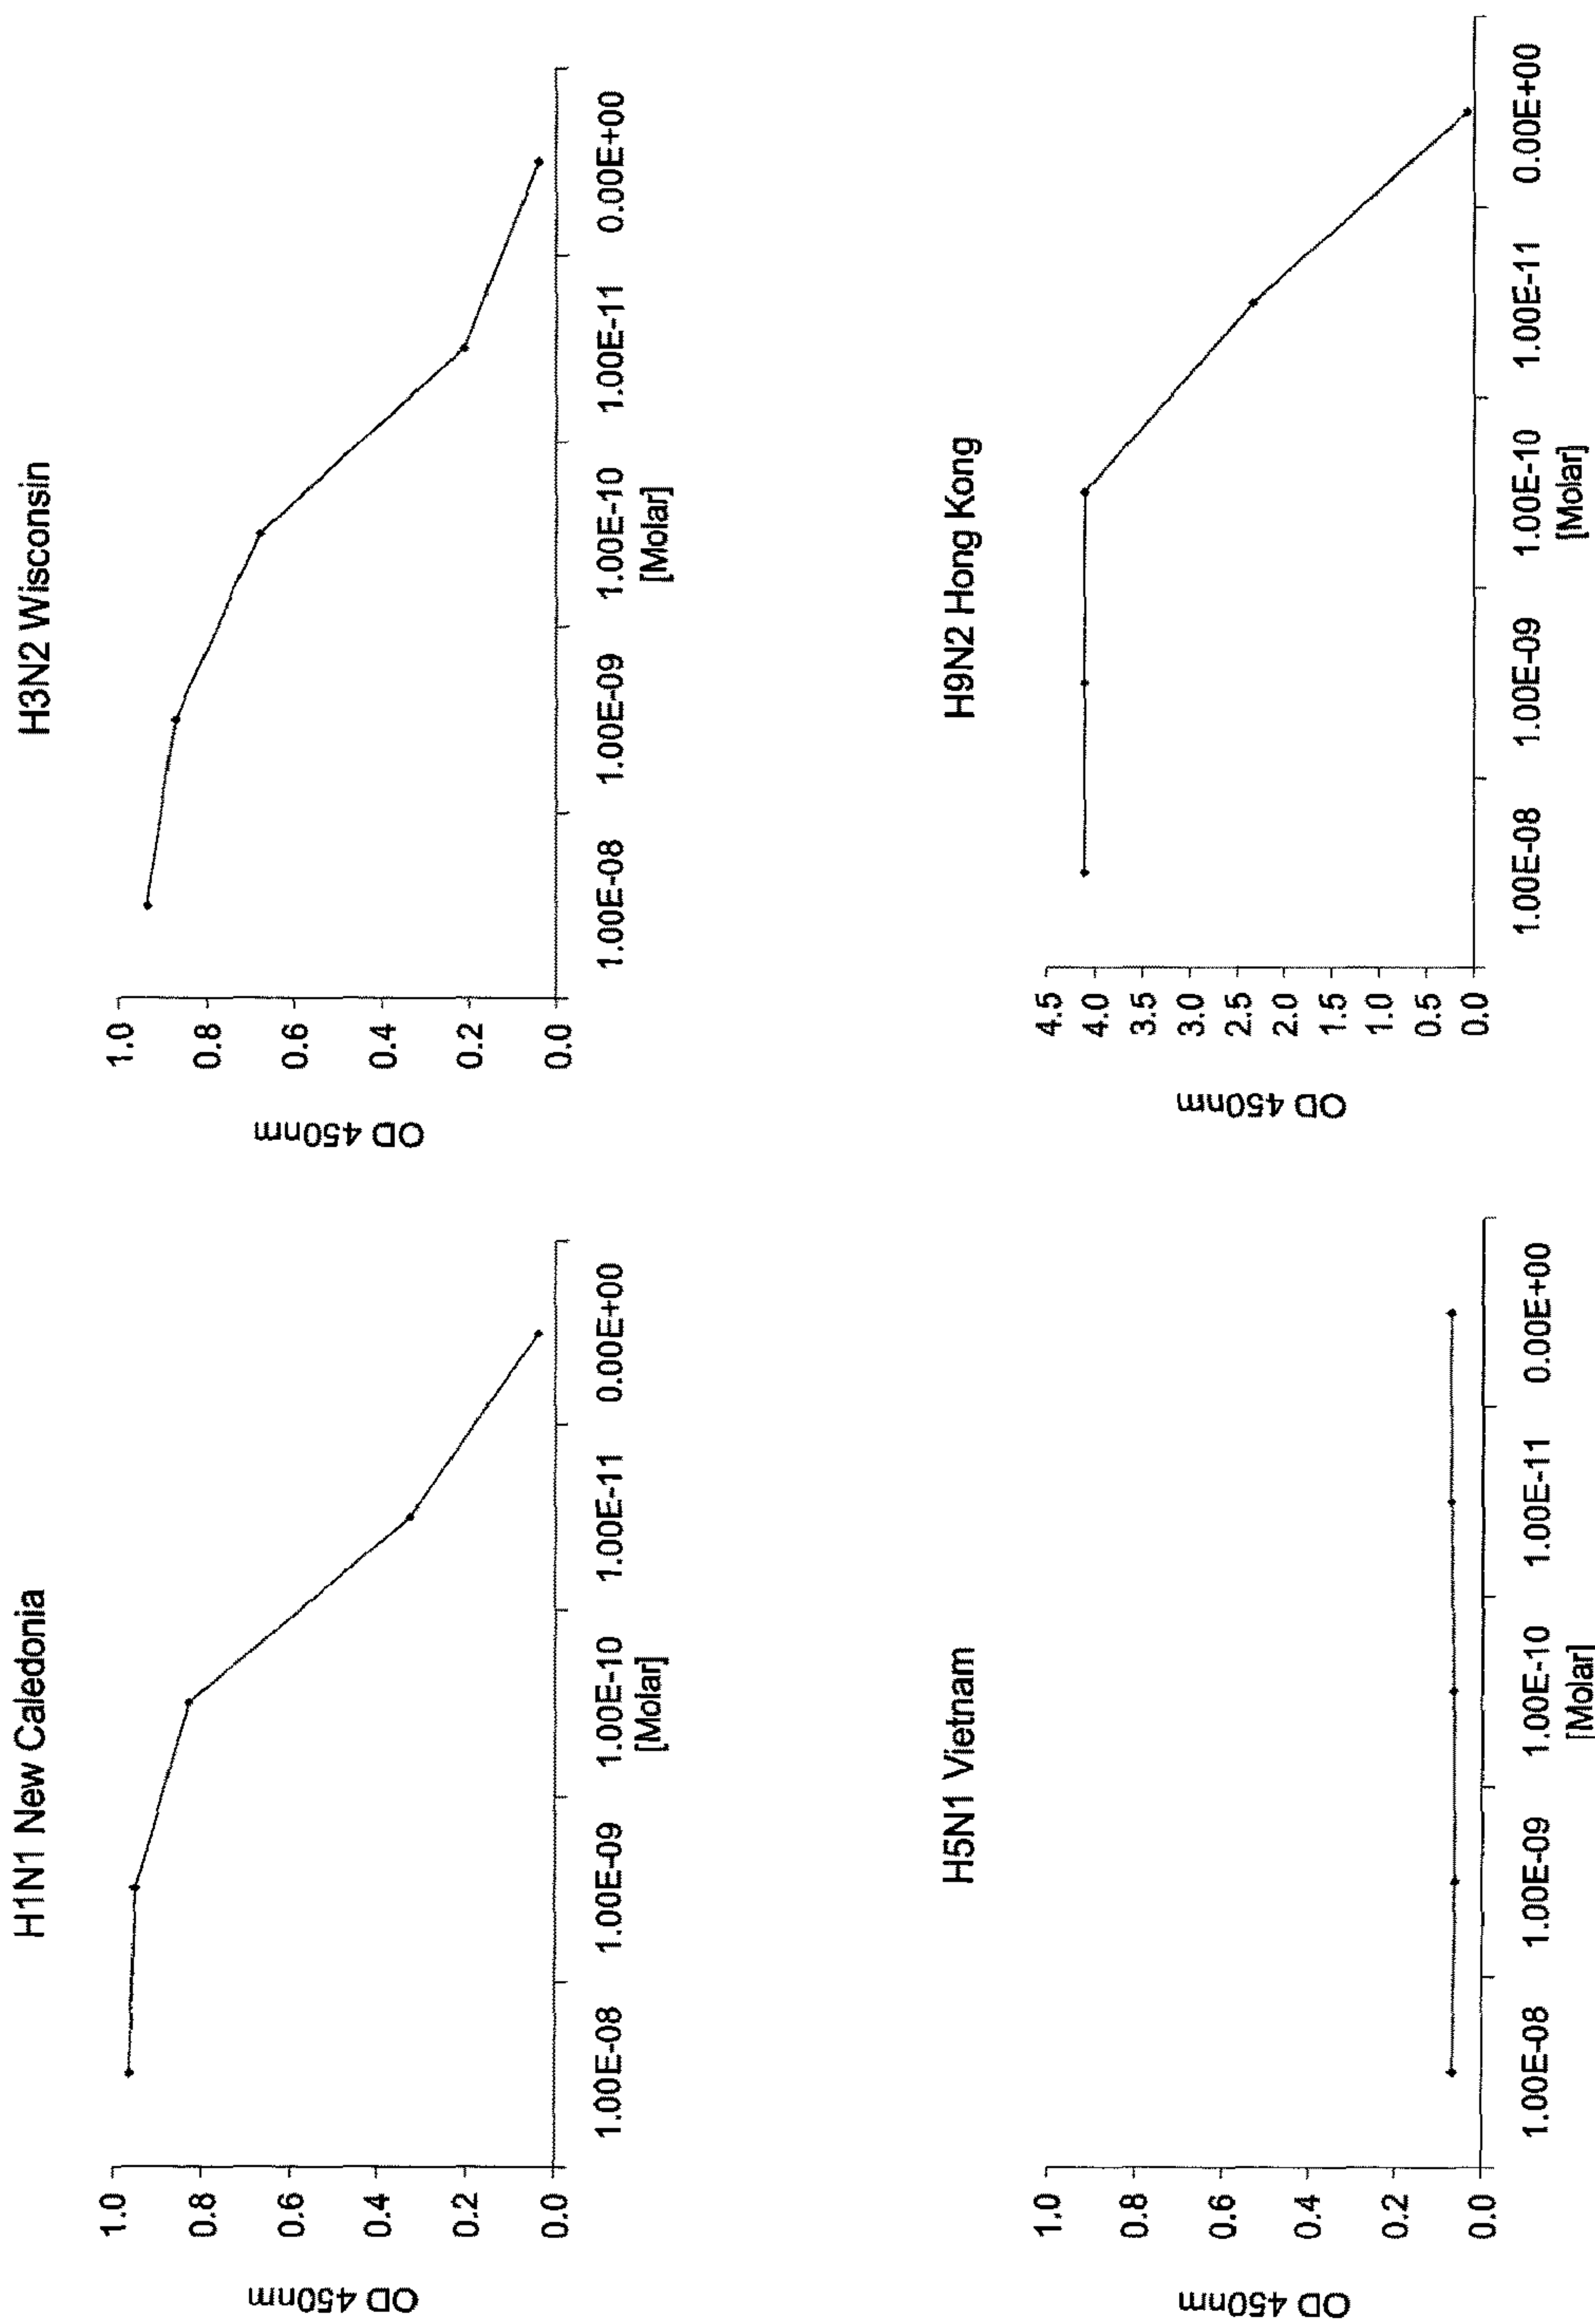 H1N1 New Caledonia
OD 450nm
1.0
0.8
0.6
0.4
0.2
0.0
1.00E-08 1.00E-09 1.00E-10 1.00E-11 0.00E+00
[Molar]
H3N2 Wisconsin
OD 450nm
1.0
0.8
0.6
0.4
0.2
0.0
1.00E-08 1.00E-09 1.00E-10 1.00E-11 0.00E+00
[Molar]
H5N1 Vietnam
OD 450nm
1.0
0.8
0.6
0.4
0.2
0.0
1.00E-08 1.00E-09 1.00E-10 1.00E-11 0.00E+00
[Molar]
H9N2 Hong Kong
OD 450nm
4.5
4.0
3.5
3.0
2.5
2.0
1.5
1.0
0.5
0.0
1.00E-08 1.00E-09 1.00E-10 1.00E-11 0.00E+00
[Molar]